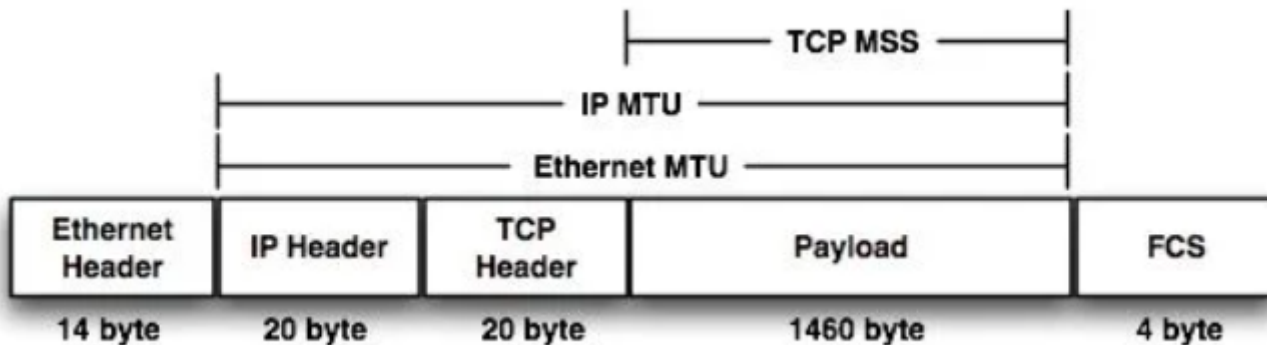 TCP MSS
IP MTU
Ethernet MTU
Ethernet
Header
IP Header
TCP
Header
Payload
FCS
14 byte
20 byte
20 byte
1460 byte
4 byte